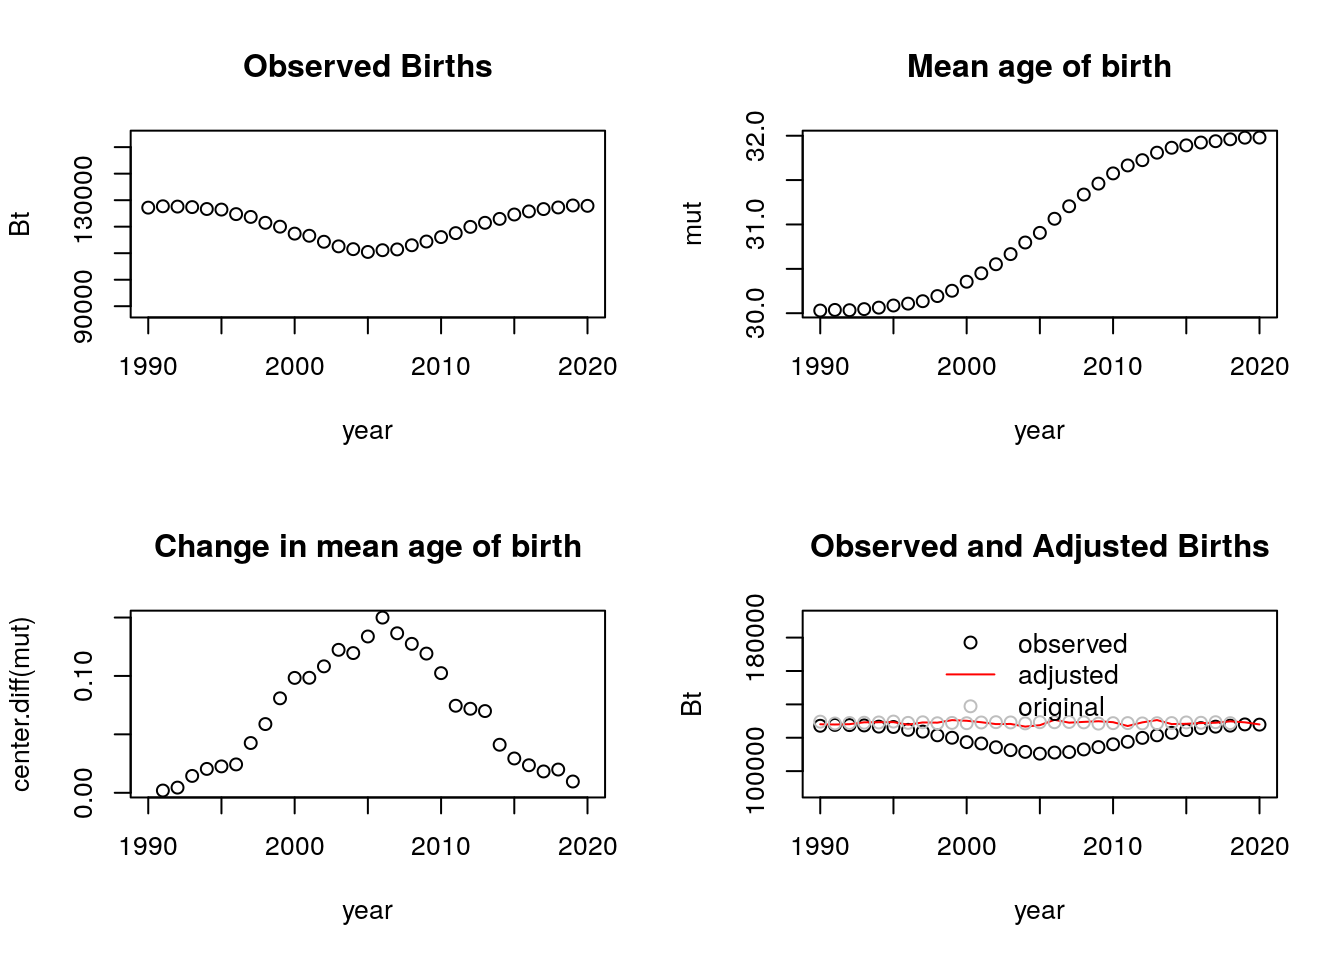 Observed Births
Bt
130000
90000
1990 2000 2010 2020
year
Mean age of birth
mut
32.0
31.0
30.0
1990 2000 2010 2020
year
Change in mean age of birth
center.diff(mut)
0.10
0.00
1990 2000 2010 2020
year
Observed and Adjusted Births
Bt
180000
100000
observed
adjusted
original
1990 2000 2010 2020
year